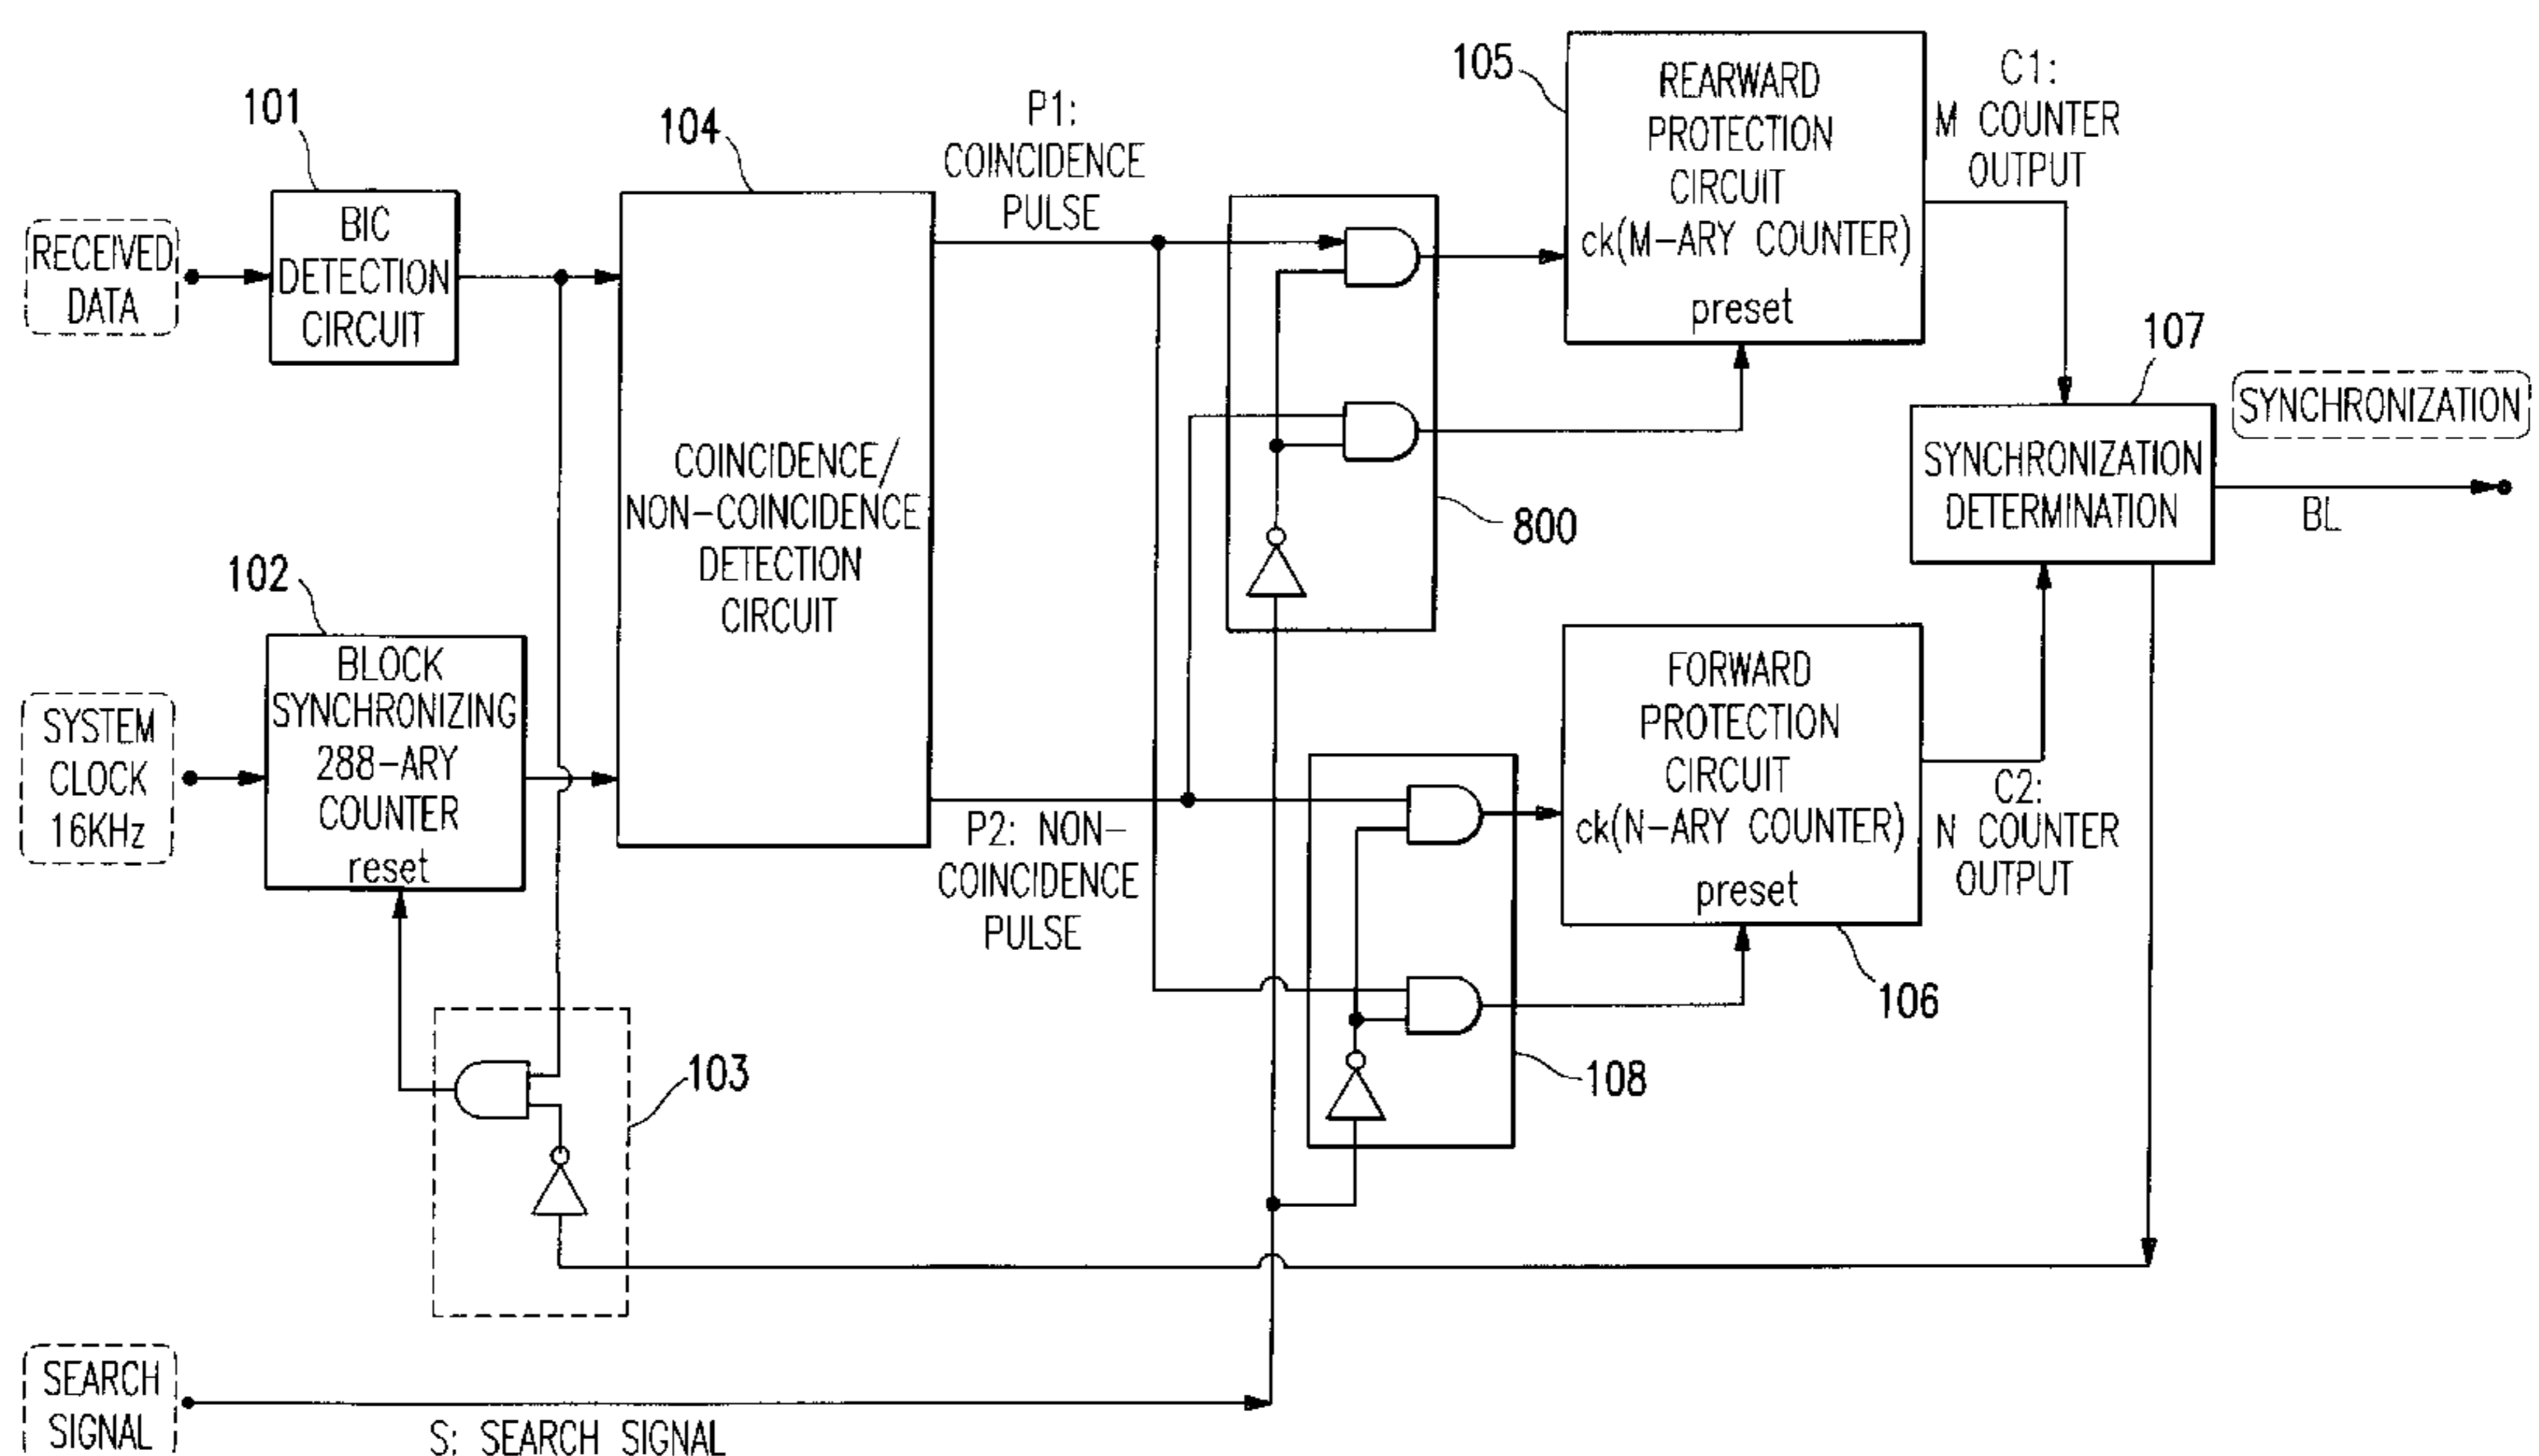 101
RECEIVED
DATA
BIC
DETECTION
CIRCUIT
102
SYSTEM
CLOCK
16KHz
BLOCK
SYNCHRONIZING
288-ARY
COUNTER
reset
103
104
COINCIDENCE/
NON-COINCIDENCE
DETECTION
CIRCUIT
P1:
COINCIDENCE
PULSE
P2: NON-
COINCIDENCE
PULSE
800
108
105
REARWARD
PROTECTION
CIRCUIT
ck(M-ARY COUNTER)
preset
C1:
M COUNTER
OUTPUT
107
SYNCHRONIZATION
DETERMINATION
SYNCHRONIZATION
BL
FORWARD
PROTECTION
CIRCUIT
ck(N-ARY COUNTER)
preset
106
C2:
N COUNTER
OUTPUT
SEARCH
SIGNAL
S: SEARCH SIGNAL